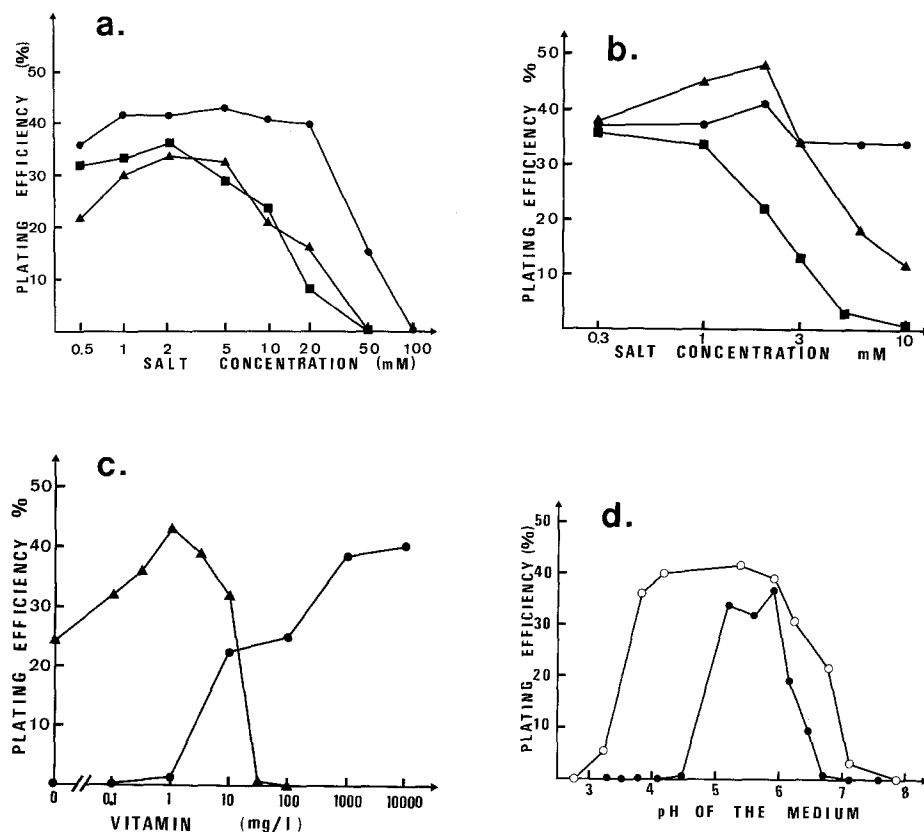 a.
PLATING EFFICIENCY (%)
50
40
30
20
10
0.5 1 2 5 10 20 50 100
SALT CONCENTRATION (mM)
b.
PLATING EFFICIENCY %
50
40
30
20
10
0.3 1 3 10
SALT CONCENTRATION mM
c.
PLATING EFFICIENCY %
50
40
30
20
10
0 0.1 1 10 100 1000 10000
VITAMIN (mg/l)
d.
PLATING EFFICIENCY (%)
50
40
30
20
10
3 4 5 6 7 8
pH OF THE MEDIUM